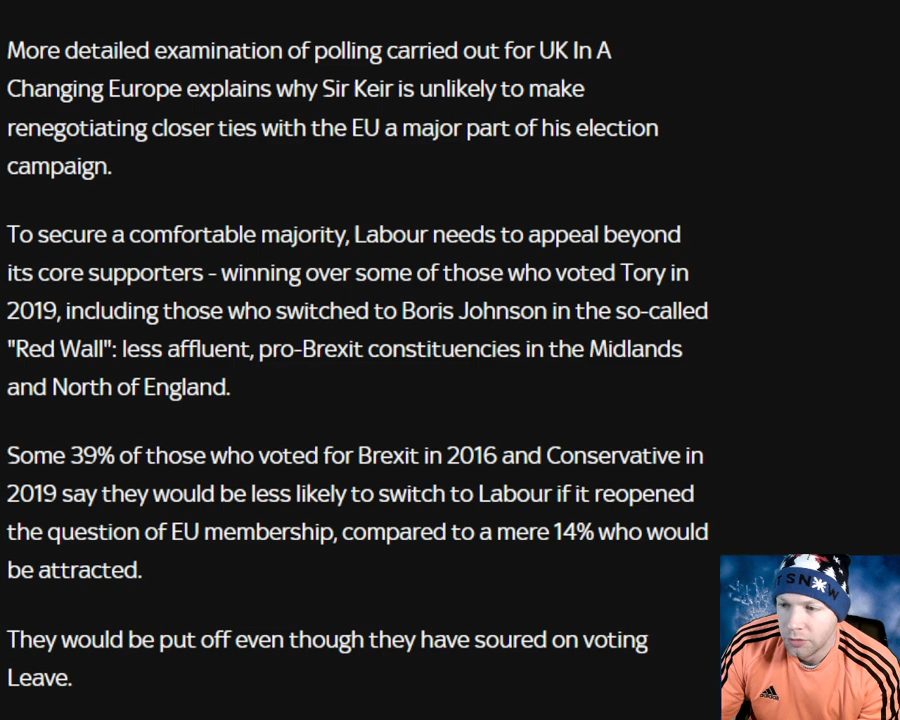 More detailed examination of polling carried out for UK In A
Changing Europe explains why Sir Keir is unlikely to make
renegotiating closer ties with the EU a major part of his election
campaign.
To secure a comfortable majority, Labour needs to appeal beyond
its core supporters - winning over some of those who voted Tory in
2019, including those who switched to Boris Johnson in the so-called
"Red Wall": less affluent, pro-Brexit constituencies in the Midlands
and North of England.
Some 39% of those who voted for Brexit in 2016 and Conservative in
2019 say they would be less likely to switch to Labour if it reopened
the question of EU membership, compared to a mere 14% who would
be attracted.
They would be put off even though they have soured on voting
Leave.
SNOW
adidas